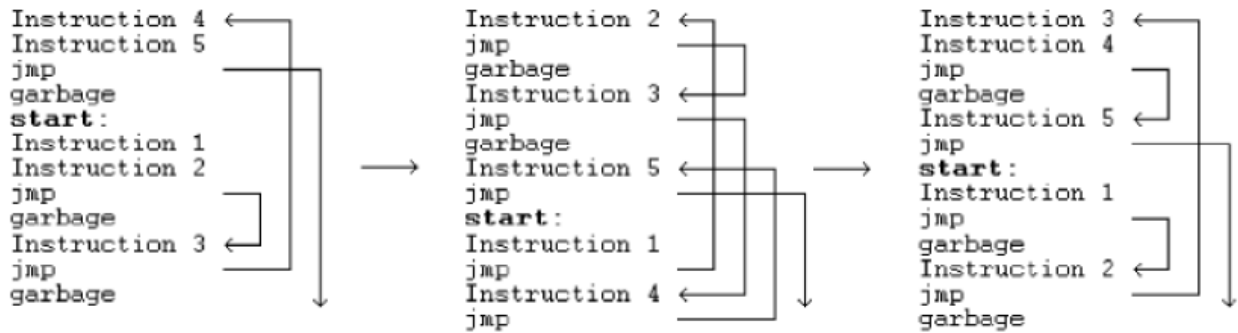 Instruction 4
Instruction 5
jmp
garbage
start:
Instruction 1
Instruction 2
jmp
garbage
Instruction 3
jmp
garbage
Instruction 2
jmp
garbage
Instruction 3
jmp
garbage
Instruction 5
jmp
start:
Instruction 1
jmp
Instruction 4
jmp
Instruction 3
Instruction 4
jmp
garbage
Instruction 5
jmp
start:
Instruction 1
jmp
garbage
Instruction 2
jmp
garbage